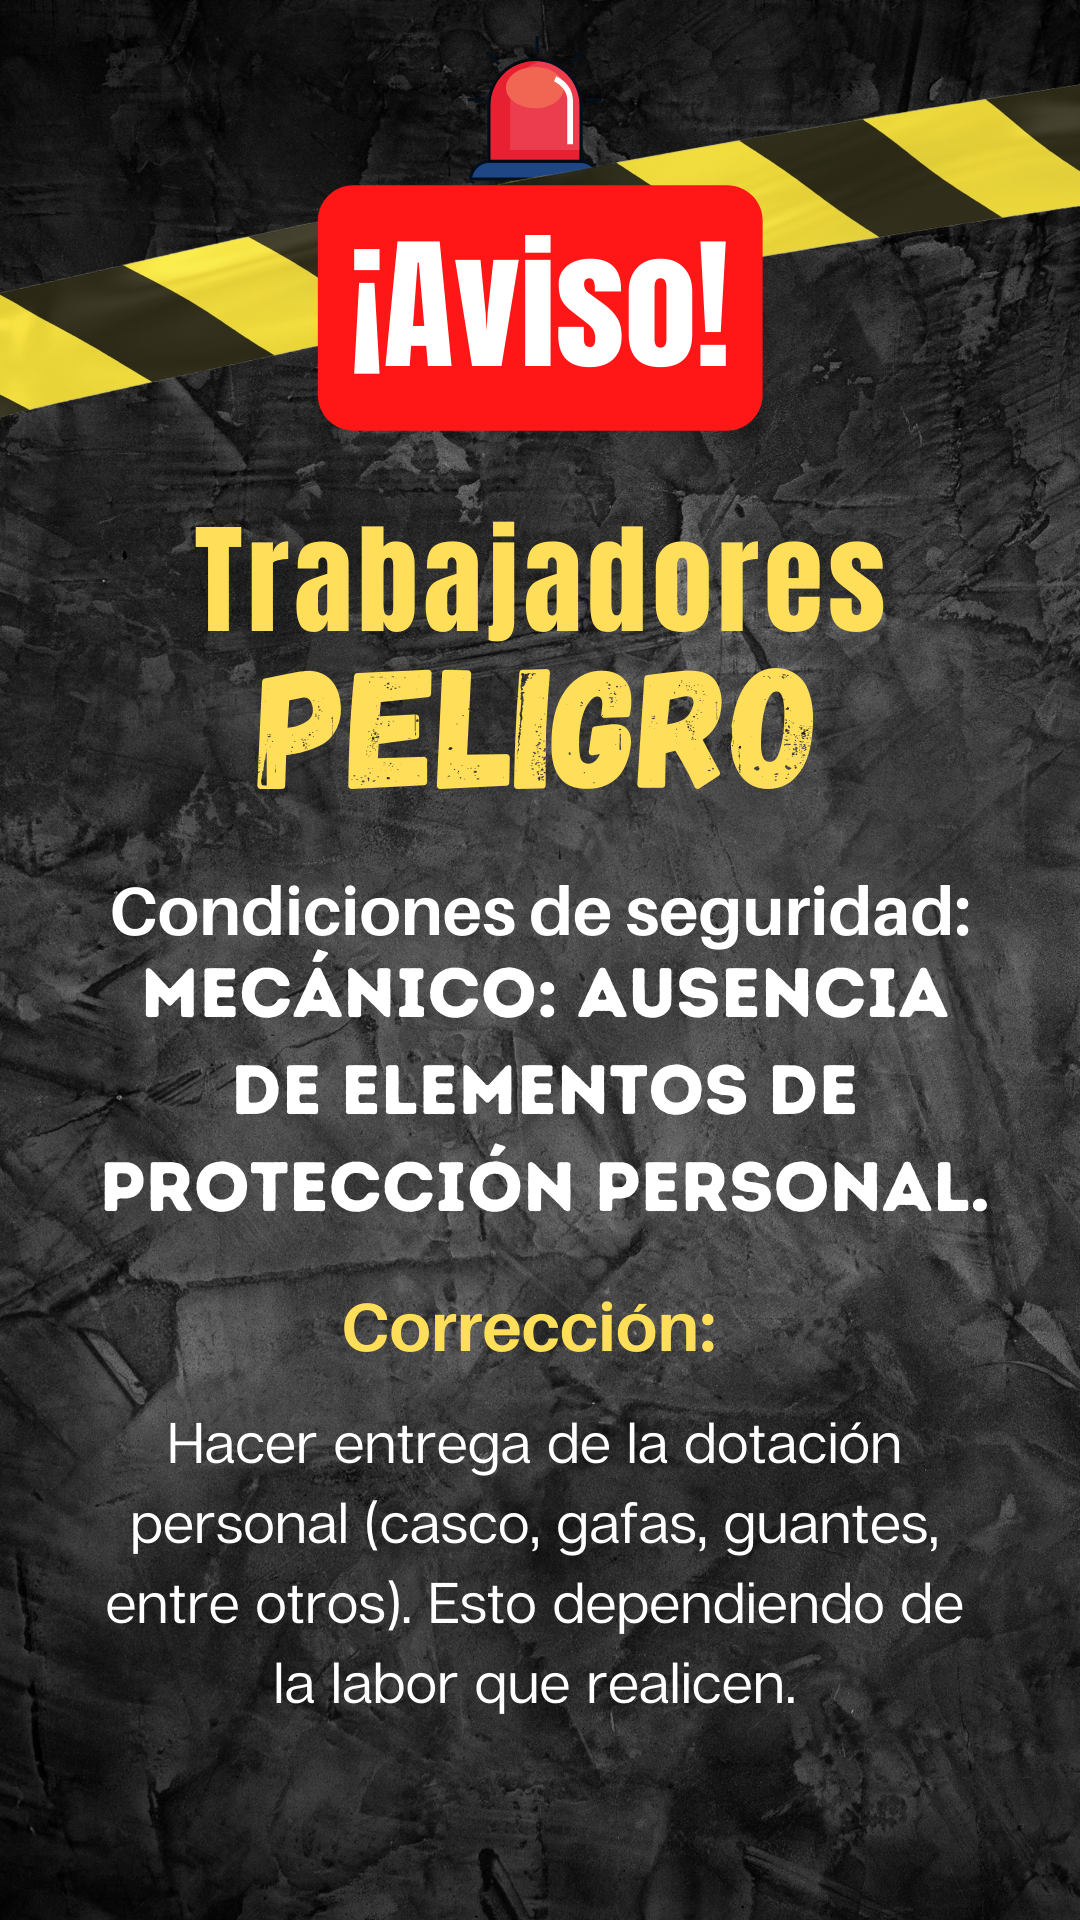 ¡Aviso!
Trabajadores
PELIGRO
Condiciones de seguridad:
MECÁNICO: AUSENCIA
DE ELEMENTOS DE
PROTECCIÓN PERSONAL.
Corrección:
Hacer entrega de la dotación
personal (casco, gafas, guantes,
entre otros). Esto dependiendo de
la labor que realicen.